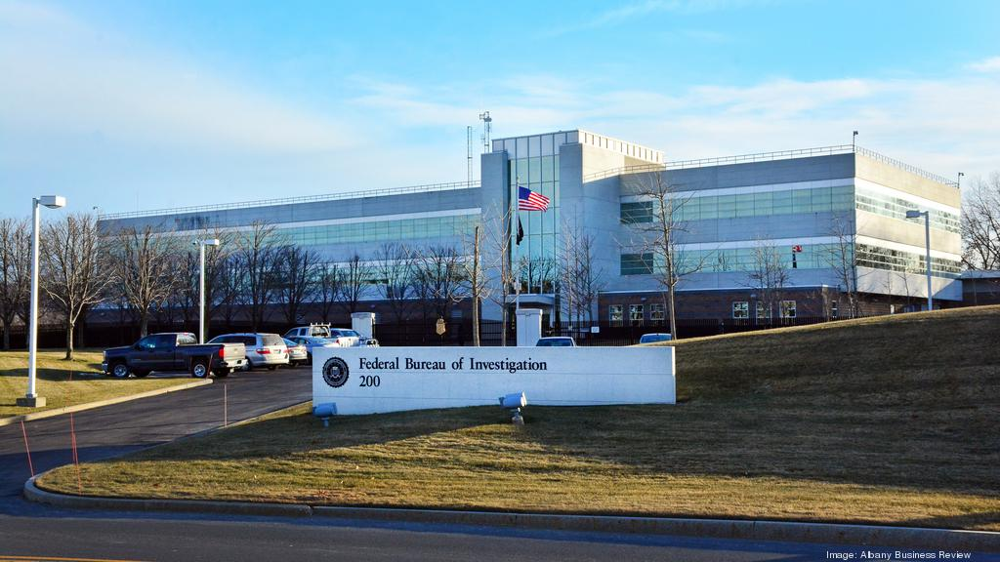 Federal Bureau of Investigation
200
Image: Albany Business Review